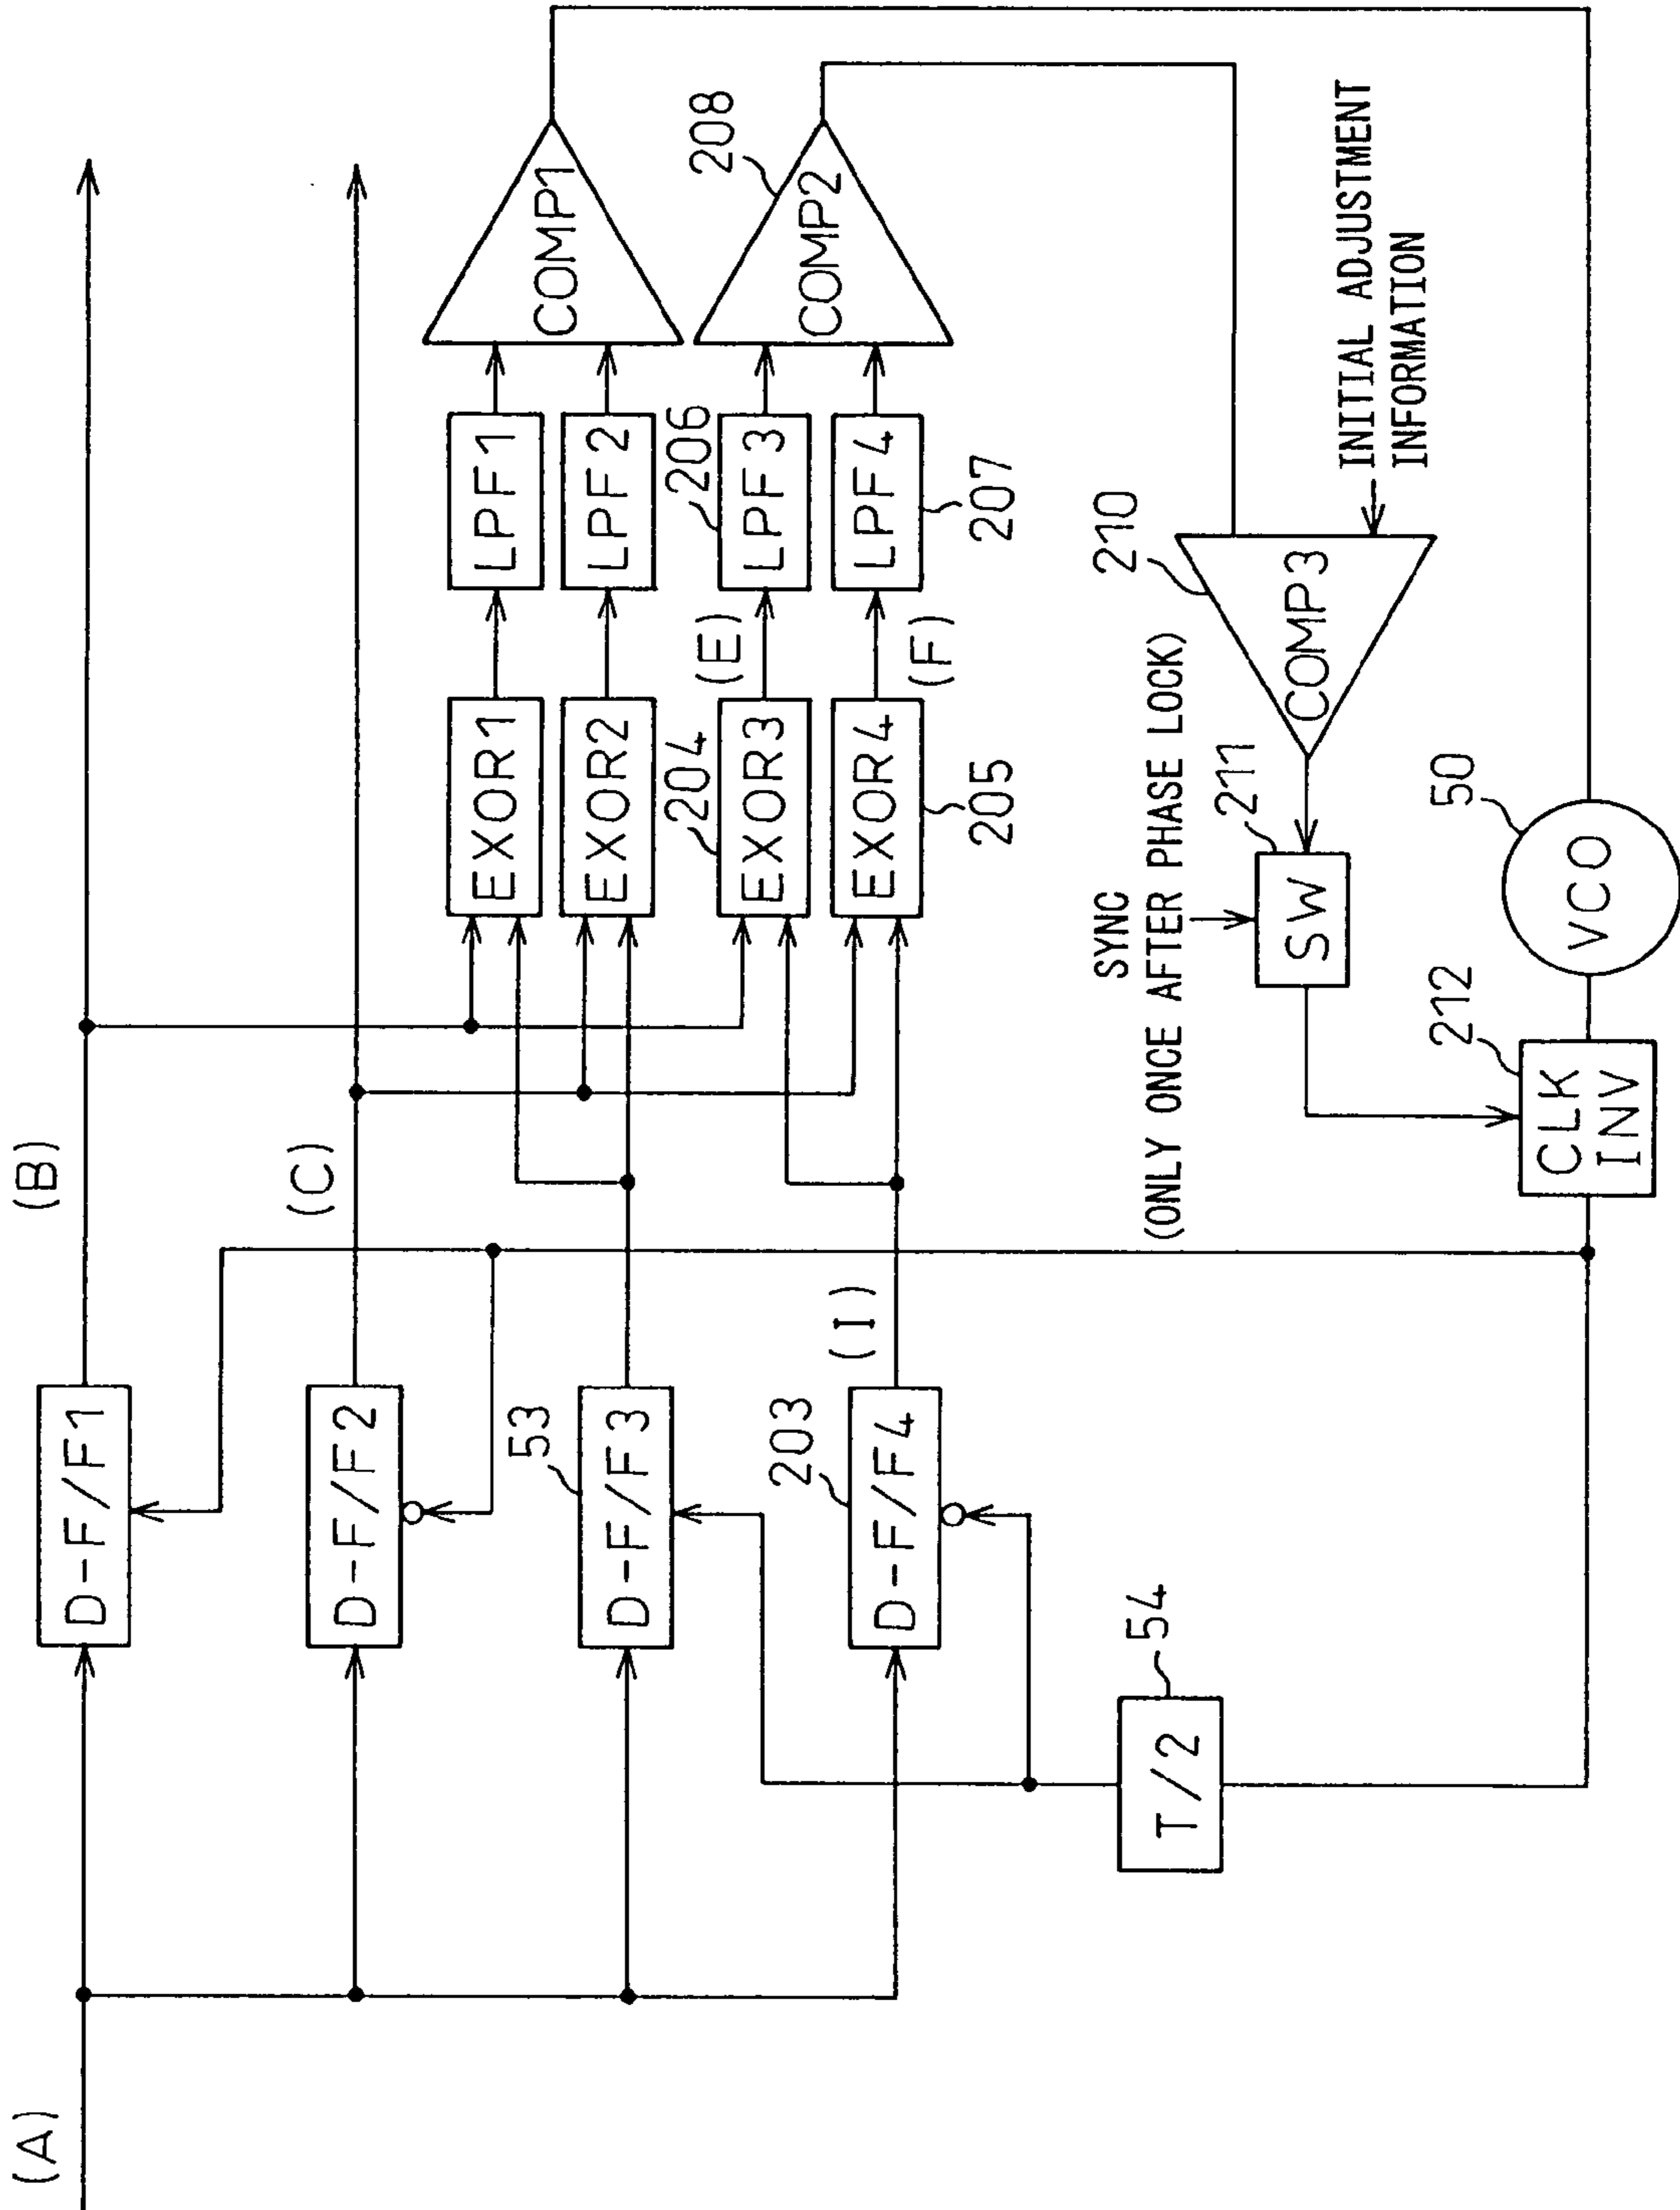 (A)
(B)
(C)
D-F/F1
D-F/F2
53
D-F/F3
203
D-F/F4
(I)
T/2
54
EXOR1
EXOR2
204
EXOR3
EXOR4
205
(E)
(F)
LPF1
LPF2
206
LPF3
LPF4
207
COMP1
208
COMP2
210
COMP3
INITIAL ADJUSTMENT
INFORMATION
SYNC
(ONLY ONCE AFTER PHASE LOCK)
211
SW
212
CLK
INV
50
VCO